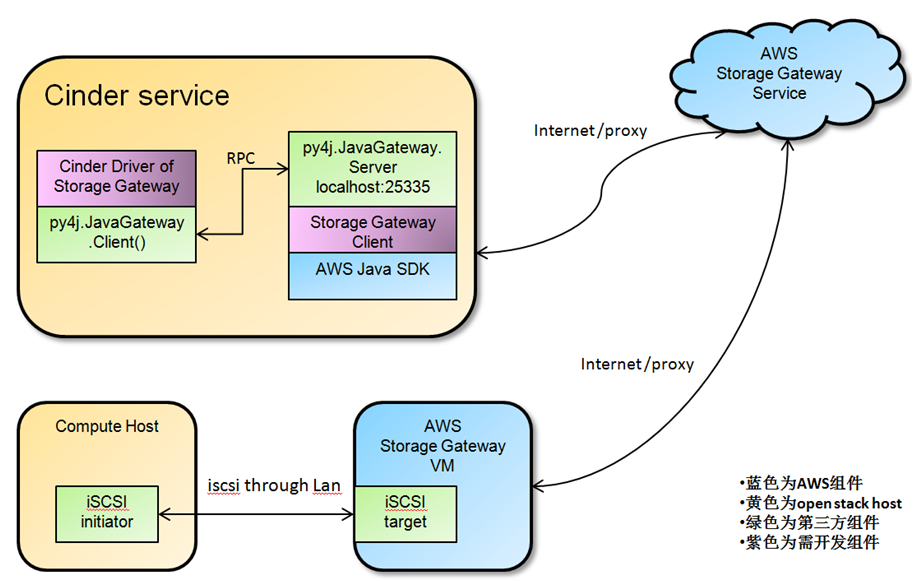 Cinder service
Cinder Driver of
Storage Gateway
py4j.JavaGateway
.Client()
RPC
py4j.JavaGateway.
Server
localhost:25335
Storage Gateway
Client
AWS Java SDK
Internet/proxy
AWS
Storage Gateway
Service
Internet/proxy
Compute Host
iSCSI
initiator
iscsi through Lan
AWS
Storage Gateway
VM
iSCSI
target
•蓝色为AWS组件
•黄色为open stack host
•绿色为第三方组件
•紫色为需开发组件